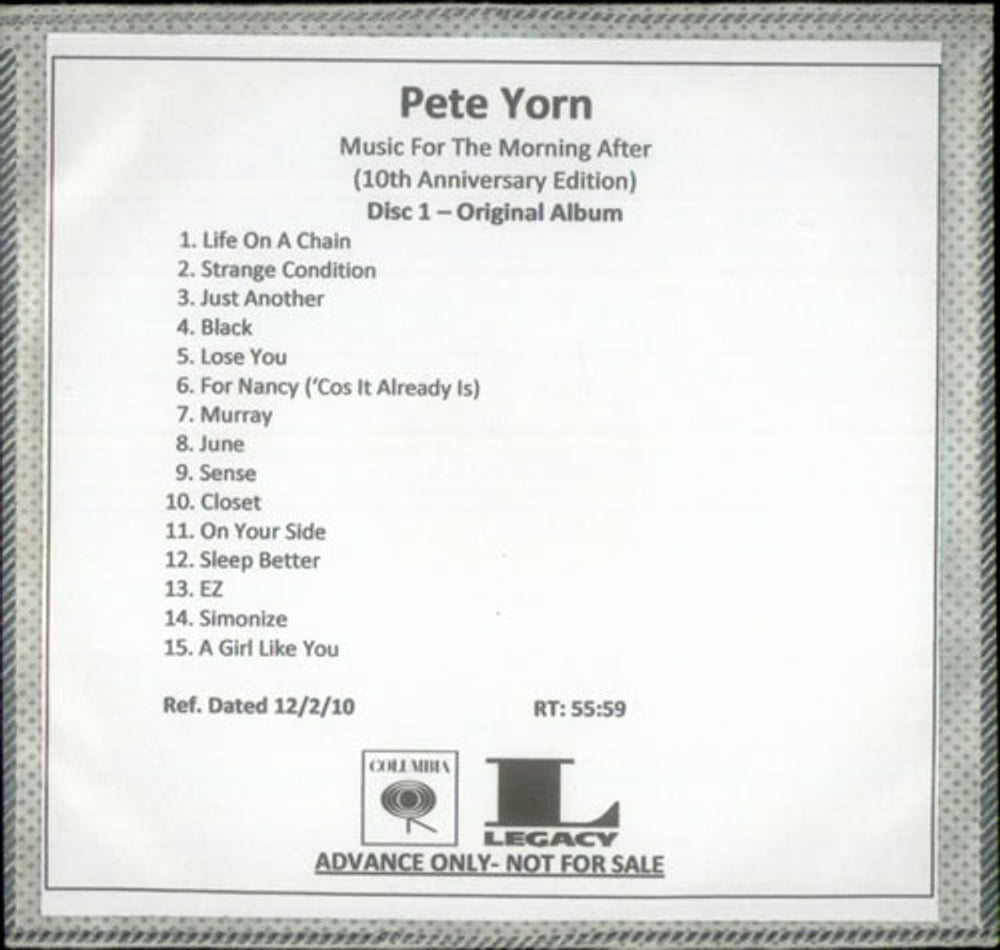 Pete Yorn
Music For The Morning After
(10th Anniversary Edition)
Disc 1 – Original Album
1. Life On A Chain
2. Strange Condition
3. Just Another
4. Black
5. Lose You
6. For Nancy ('Cos It Already Is)
7. Murray
8. June
9. Sense
10. Closet
11. On Your Side
12. Sleep Better
13. EZ
14. Simonize
15. A Girl Like You
Ref. Dated 12/2/10 RT: 55:59
COLUMBIA
L
LEGACY
ADVANCE ONLY- NOT FOR SALE